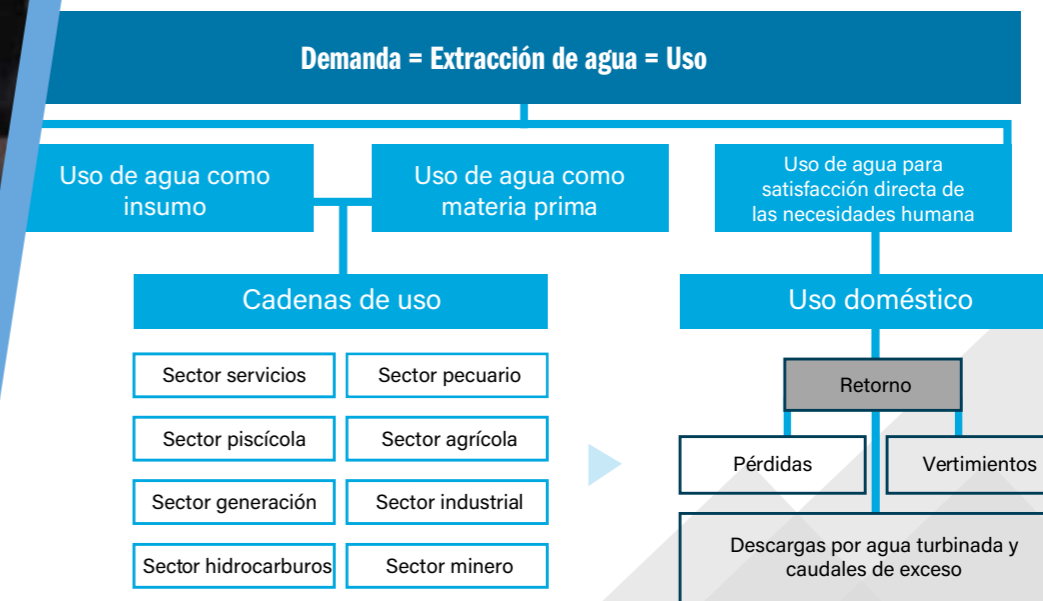 Demanda = Extracción de agua = Uso
Uso de agua como
insumo
Uso de agua como
materia prima
Uso de agua para
satisfacción directa de
las necesidades humana
Cadenas de uso
Uso doméstico
Sector servicios
Sector pecuario
Sector piscícola
Sector agrícola
Sector generación
Sector industrial
Sector hidrocarburos
Sector minero
Retorno
Pérdidas
Vertimientos
Descargas por agua turbinada y
caudales de exceso